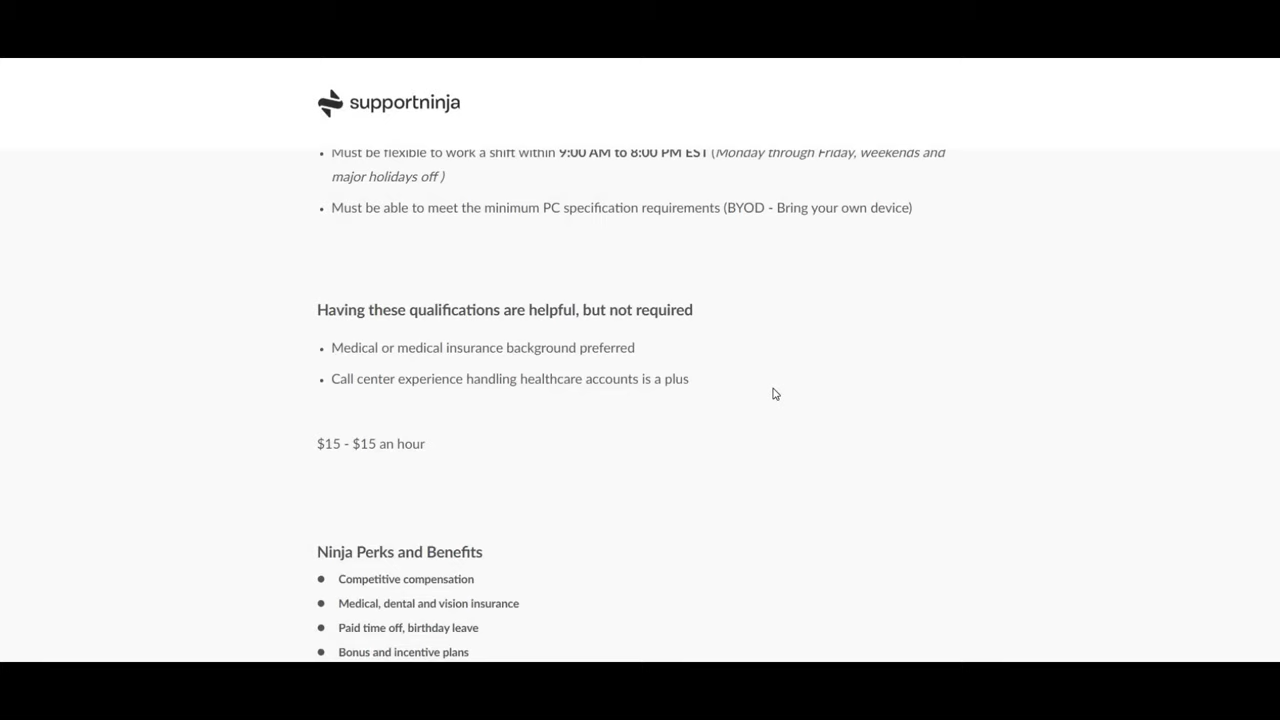 supportninja
• Must be flexible to work a shift within 9:00 AM to 8:00 PM EST (Monday through Friday, weekends and
major holidays off )
• Must be able to meet the minimum PC specification requirements (BYOD - Bring your own device)
Having these qualifications are helpful, but not required
• Medical or medical insurance background preferred
• Call center experience handling healthcare accounts is a plus
$15 - $15 an hour
Ninja Perks and Benefits
● Competitive compensation
● Medical, dental and vision insurance
● Paid time off, birthday leave
● Bonus and incentive plans